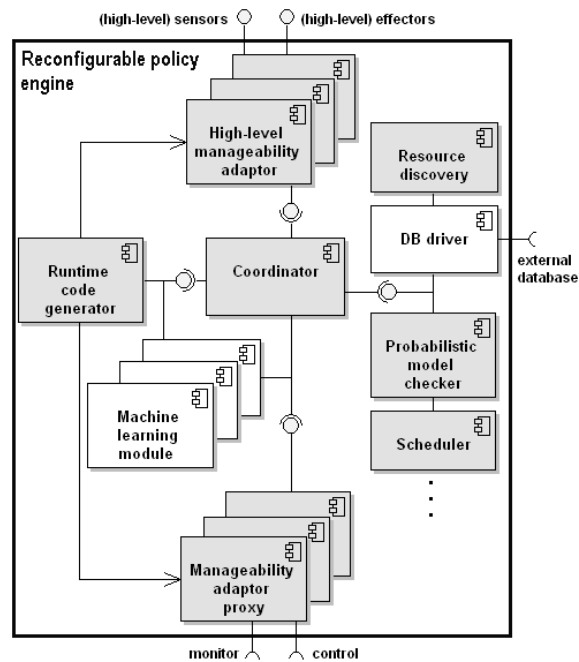 (high-level) sensors
(high-level) effectors
Reconfigurable policy
engine
High-level
manageability
adaptor
Resource
discovery
DB driver
external
database
Runtime
code
generator
Coordinator
Probabilistic
model
checker
Machine
learning
module
Scheduler
Manageability
adaptor
proxy
monitor
control